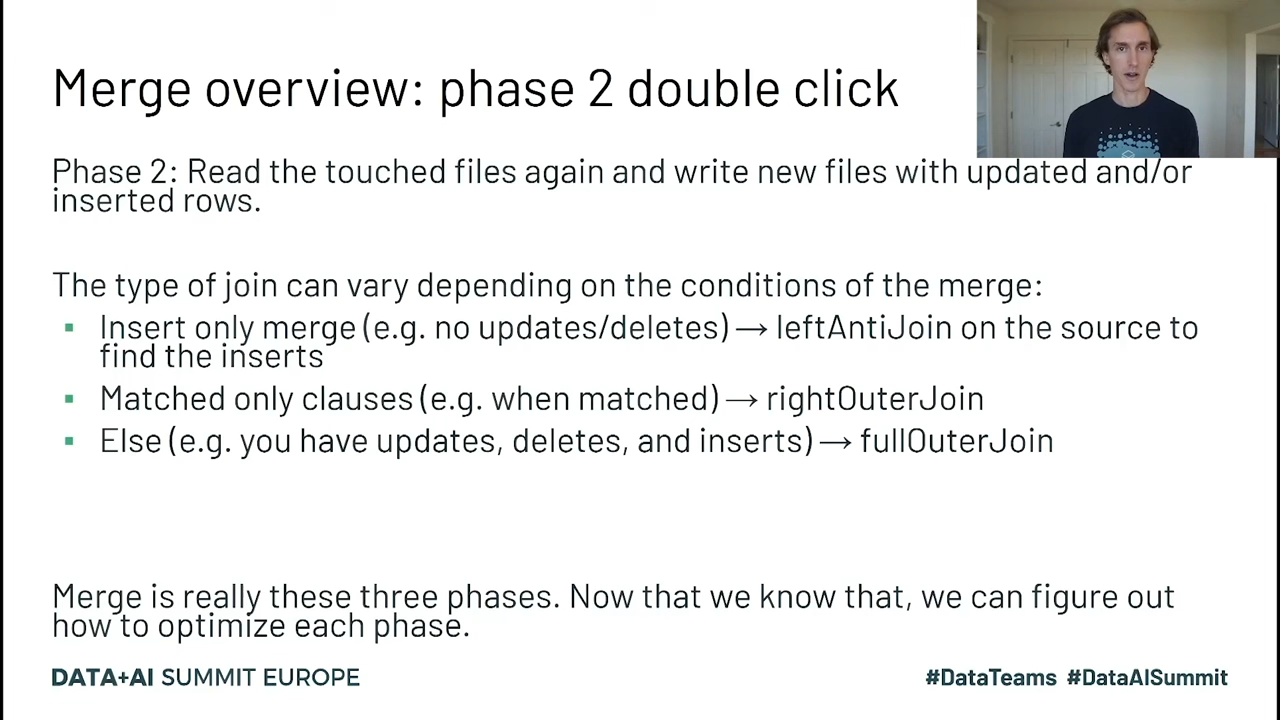 Merge overview: phase 2 double click
Phase 2: Read the touched files again and write new files with updated and/or
inserted rows.
The type of join can vary depending on the conditions of the merge:
▪ Insert only merge (e.g. no updates/deletes) → leftAntiJoin on the source to
find the inserts
▪ Matched only clauses (e.g. when matched) → rightOuterJoin
▪ Else (e.g. you have updates, deletes, and inserts) → fullOuterJoin
Merge is really these three phases. Now that we know that, we can figure out
how to optimize each phase.
DATA+AI SUMMIT EUROPE
#DataTeams #DataAISummit